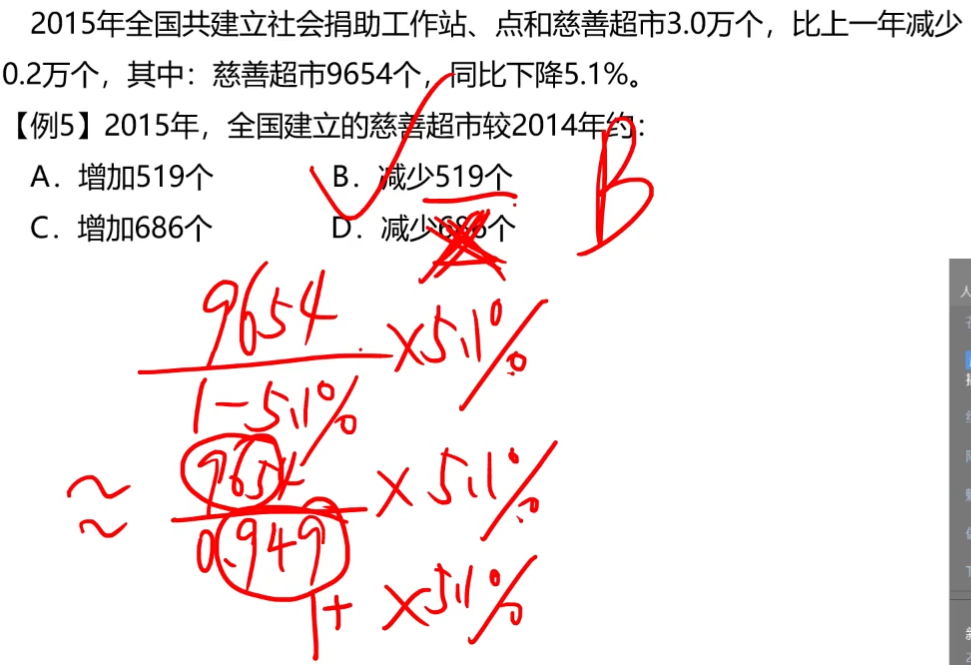 2015年全国共建立社会捐助工作站、点和慈善超市3.0万个，比上一年减少
0.2万个，其中：慈善超市9654个，同比下降5.1%。
【例5】2015年，全国建立的慈善超市较2014年约：
A．增加519个
B．减少519个
C．增加686个
D．减少686个
B
9654
×5.1%
1-5.1%
≈
9654
×5.1%
0.949
1+ ×5.1%